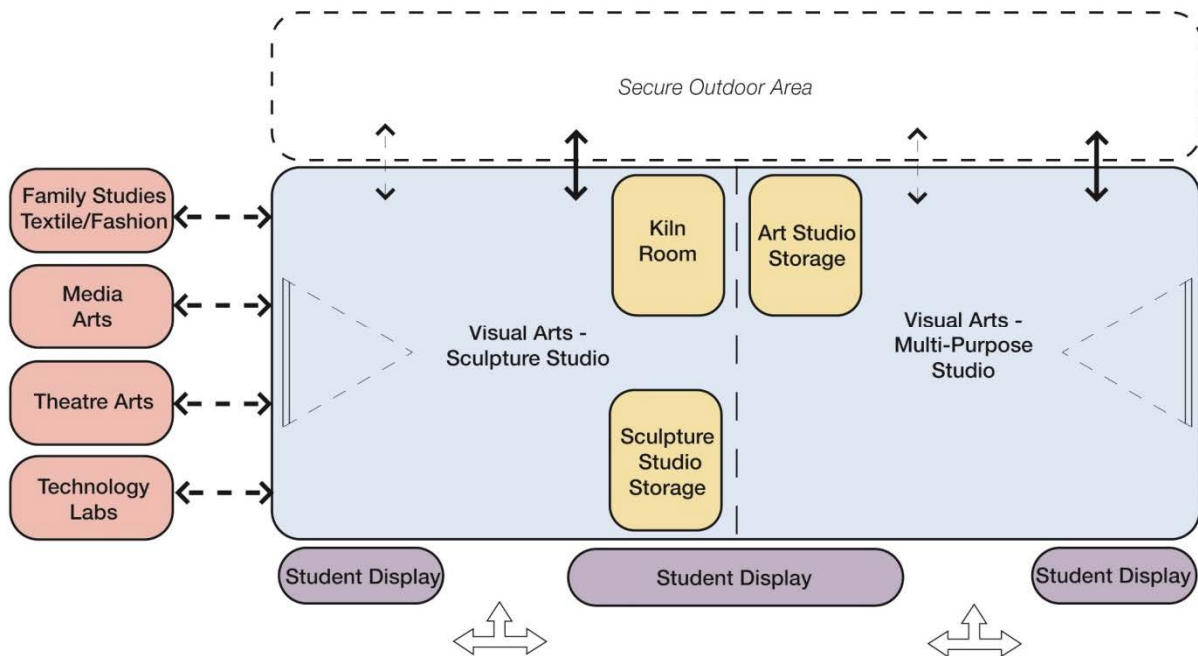 Secure Outdoor Area
Family Studies
Textile/Fashion
Media
Arts
Theatre Arts
Technology
Labs
Kiln
Room
Art Studio
Storage
Visual Arts -
Sculpture Studio
Visual Arts -
Multi-Purpose
Studio
Sculpture
Studio
Storage
Student Display
Student Display
Student Display